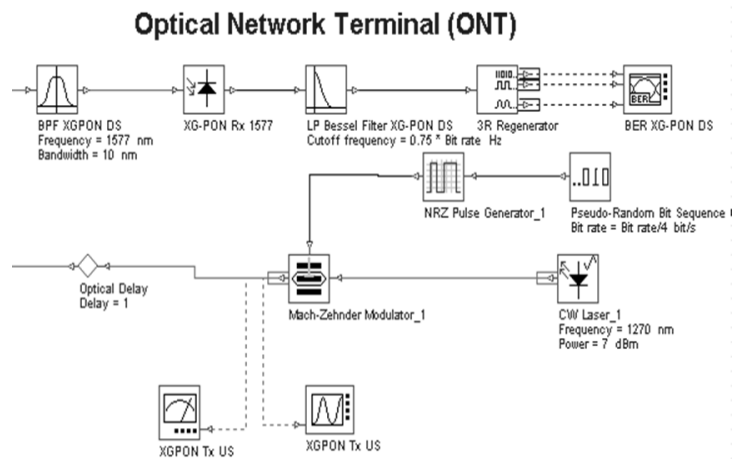 Optical Network Terminal (ONT)
BPF XGPON DS
Frequency = 1577 nm
Bandwidth = 10 nm
XG-PON Rx 1577
LP Bessel Filter XG-PON DS
Cutoff frequency = 0.75 * Bit rate Hz
3R Regenerator
BER XG-PON DS
NRZ Pulse Generator_1
Pseudo-Random Bit Sequence
Bit rate = Bit rate/4 bit/s
Optical Delay
Delay = 1
Mach-Zehnder Modulator_1
CW Laser_1
Frequency = 1270 nm
Power = 7 dBm
XGPON Tx US
XGPON Tx US